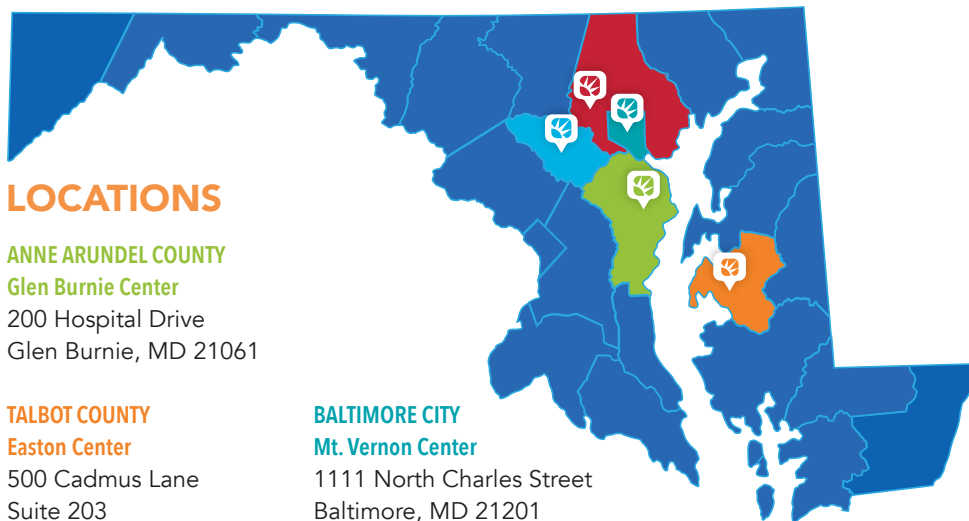 LOCATIONS
ANNE ARUNDEL COUNTY
Glen Burnie Center
200 Hospital Drive
Glen Burnie, MD 21061
TALBOT COUNTY
Easton Center
500 Cadmus Lane
Suite 203
BALTIMORE CITY
Mt. Vernon Center
1111 North Charles Street
Baltimore, MD 21201